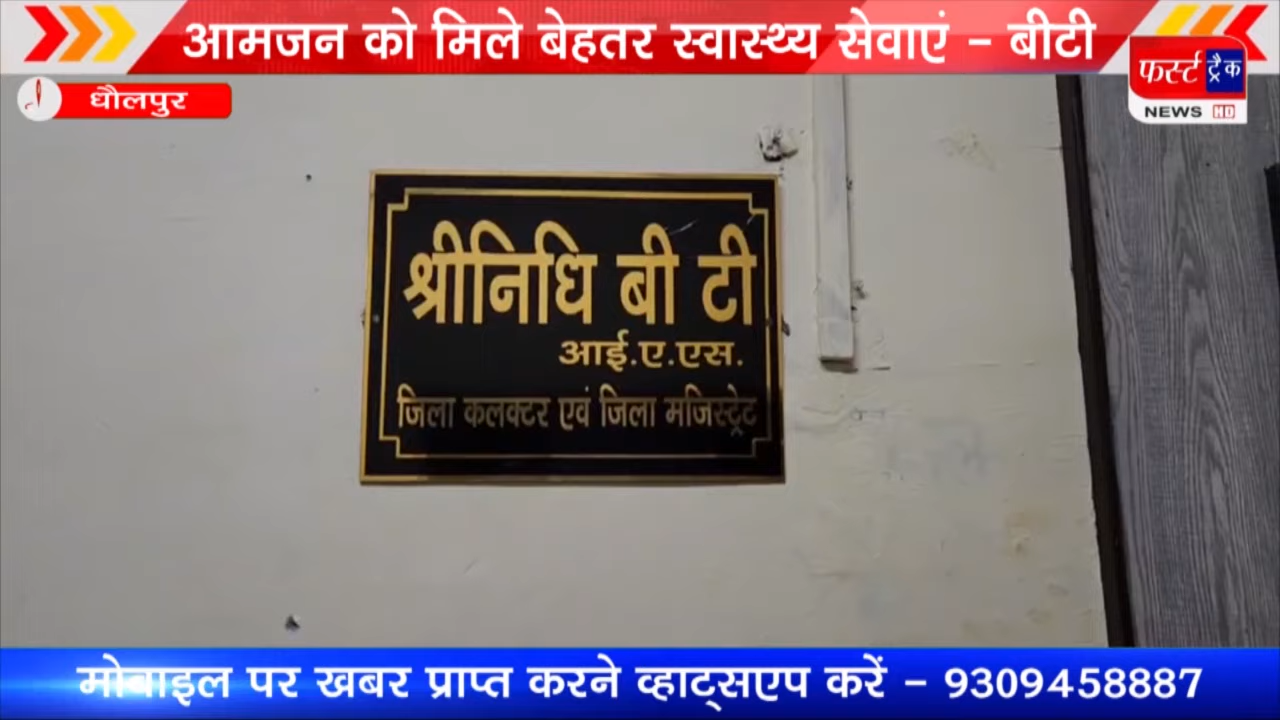 आमजन को मिले बेहतर स्वास्थ्य सेवाएं - बीटी
फर्स्ट ट्रैक
NEWS HD
धौलपुर
श्रीनिधि बी टी
आई.ए.एस.
जिला कलक्टर एवं जिला मजिस्ट्रेट
मोबाइल पर खबर प्राप्त करने व्हाट्सएप करें - 9309458887